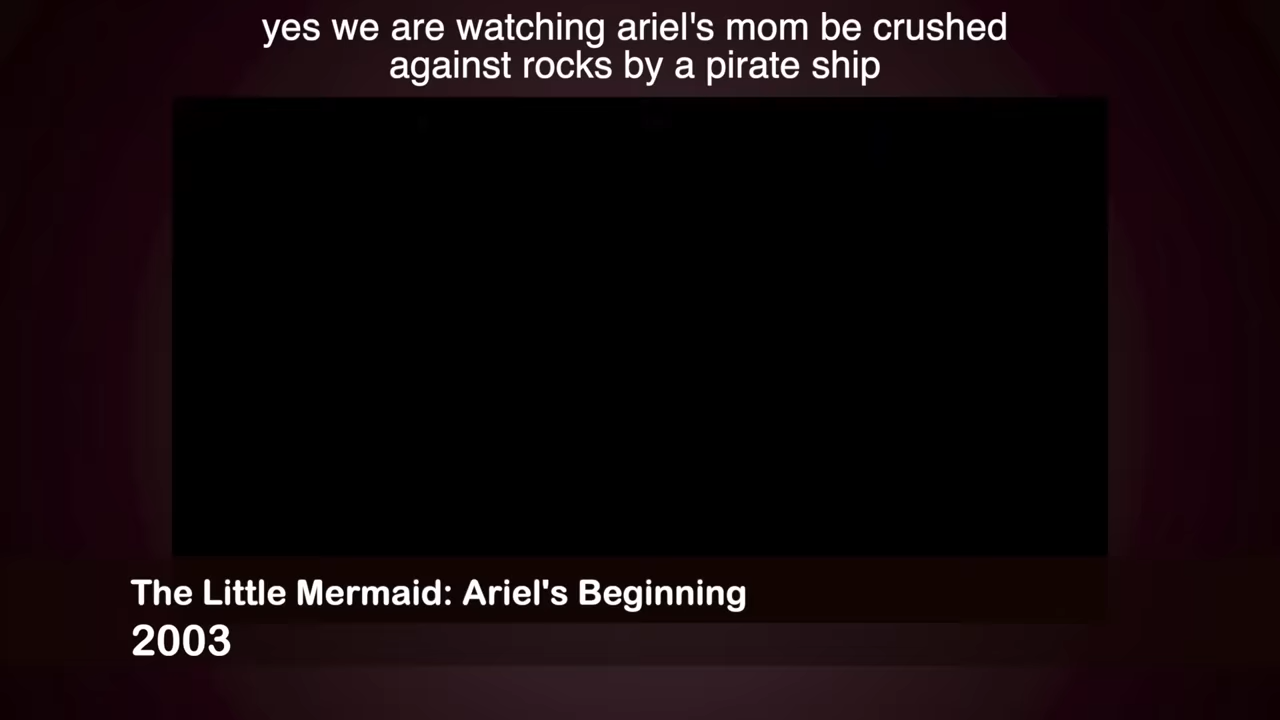 yes we are watching ariel's mom be crushed
against rocks by a pirate ship
The Little Mermaid: Ariel's Beginning
2003